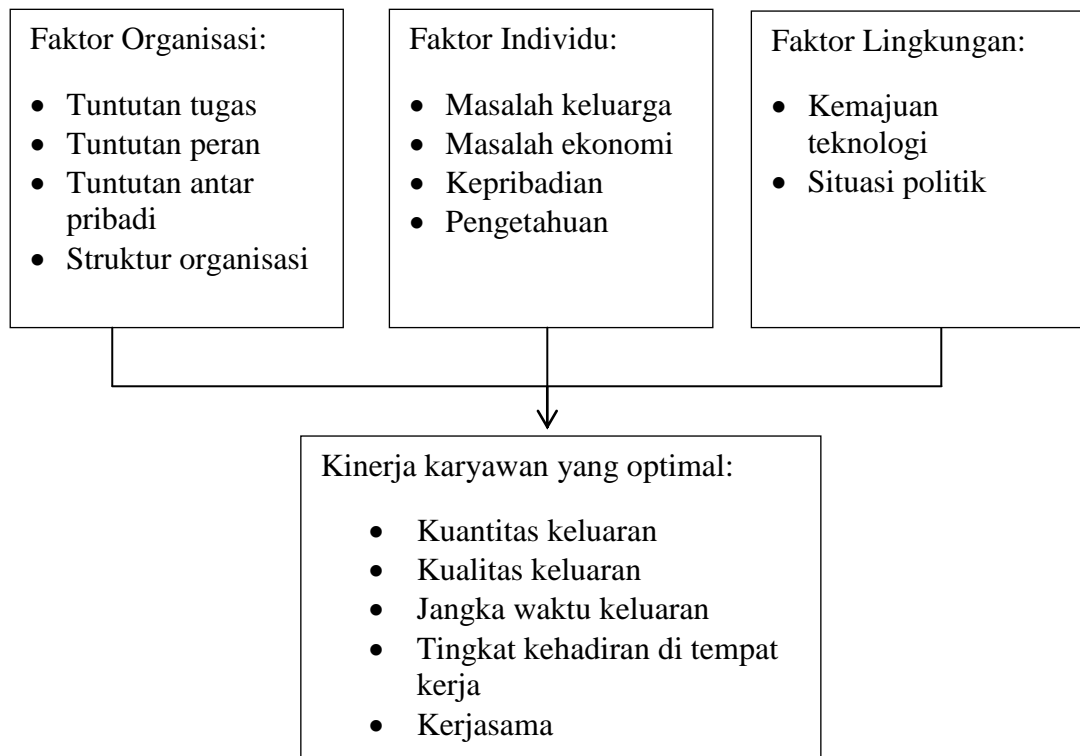 Faktor Organisasi:
• Tuntutan tugas
• Tuntutan peran
• Tuntutan antar
pribadi
• Struktur organisasi
Faktor Individu:
• Masalah keluarga
• Masalah ekonomi
• Kepribadian
• Pengetahuan
Faktor Lingkungan:
• Kemajuan
teknologi
• Situasi politik
Kinerja karyawan yang optimal:
• Kuantitas keluaran
• Kualitas keluaran
• Jangka waktu keluaran
• Tingkat kehadiran di tempat
kerja
• Kerjasama